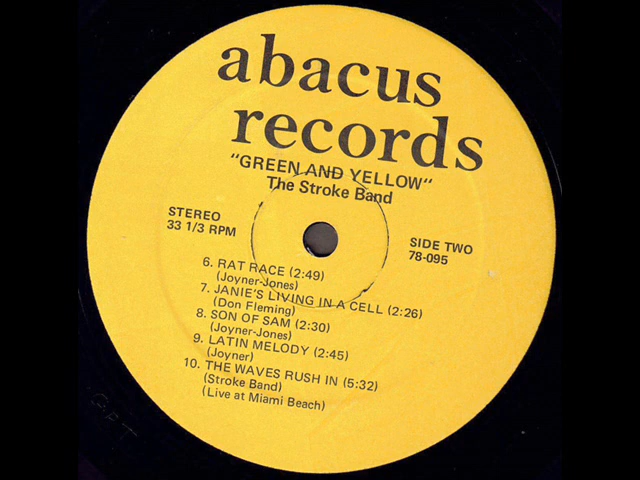 abacus
records
"GREEN AND YELLOW"
The Stroke Band
STEREO
33 1/3 RPM
SIDE TWO
78-095
6. RAT RACE (2:49)
(Joyner-Jones)
7. JANIE'S LIVING IN A CELL (2:26)
(Don Fleming)
8. SON OF SAM (2:30)
(Joyner-Jones)
9. LATIN MELODY (2:45)
(Joyner)
10. THE WAVES RUSH IN (5:32)
(Stroke Band)
(Live at Miami Beach)